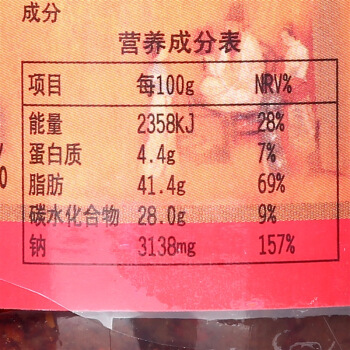 成分
营养成分表
项目 每100g NRV%
能量 2358KJ 28%
蛋白质 4.4g 7%
脂肪 41.4g 69%
碳水化合物 28.0g 9%
钠 3138mg 157%